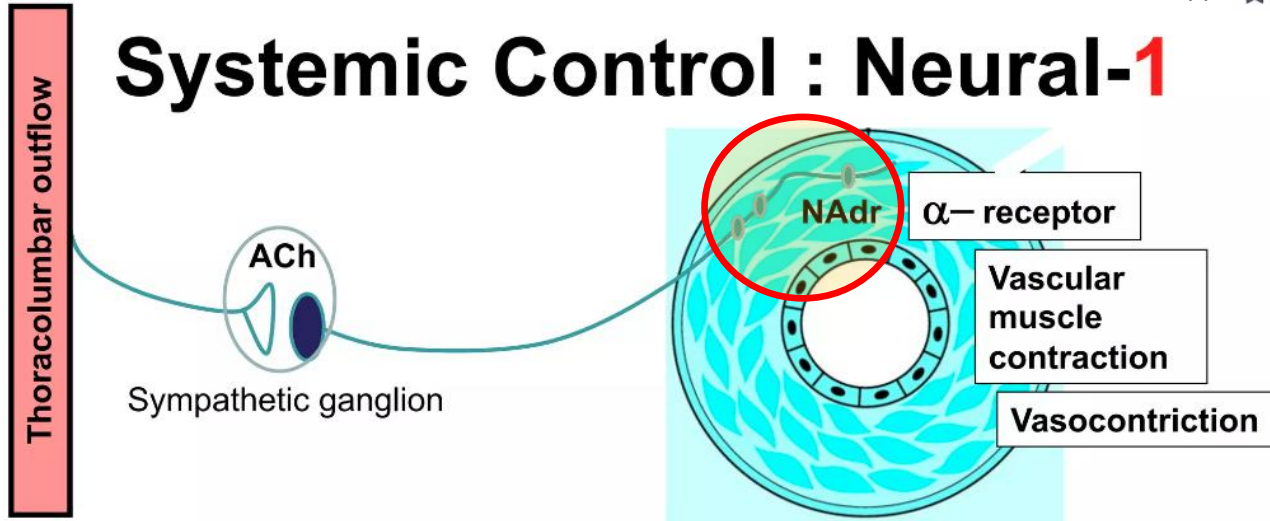 Systemic Control : Neural-1
Thoracolumbar outflow
ACh
Sympathetic ganglion
NAdr
α– receptor
Vascular
muscle
contraction
Vasocontriction